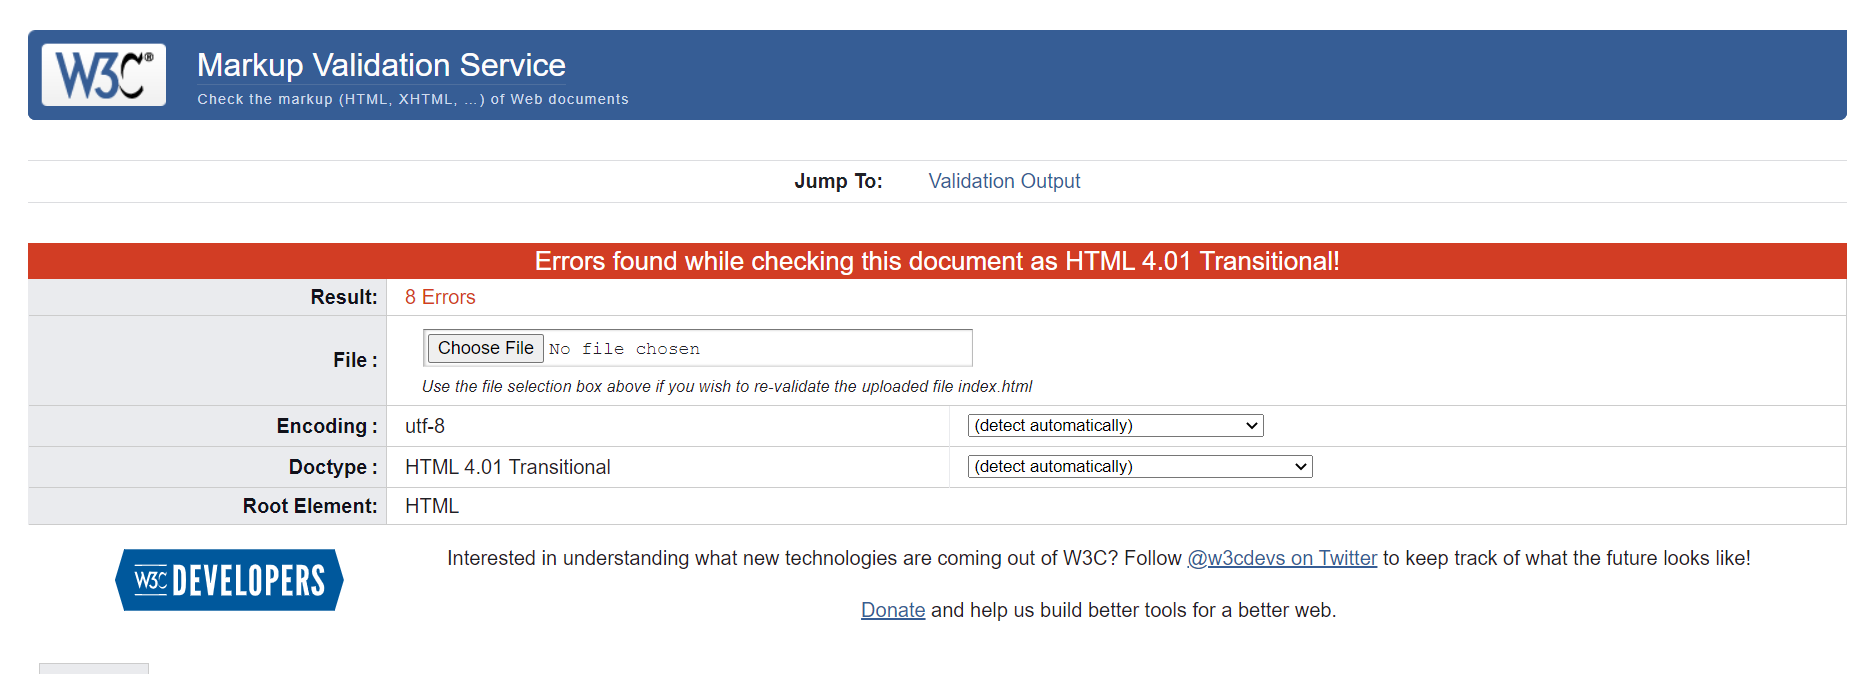 W3C®
Markup Validation Service
Check the markup (HTML, XHTML, ...) of Web documents
Jump To: Validation Output
Errors found while checking this document as HTML 4.01 Transitional!
Result: 8 Errors
File : Choose File No file chosen
Use the file selection box above if you wish to re-validate the uploaded file index.html
Encoding : utf-8 (detect automatically)
Doctype : HTML 4.01 Transitional (detect automatically)
Root Element: HTML
W3C DEVELOPERS
Interested in understanding what new technologies are coming out of W3C? Follow @w3cdevs on Twitter to keep track of what the future looks like!
Donate and help us build better tools for a better web.